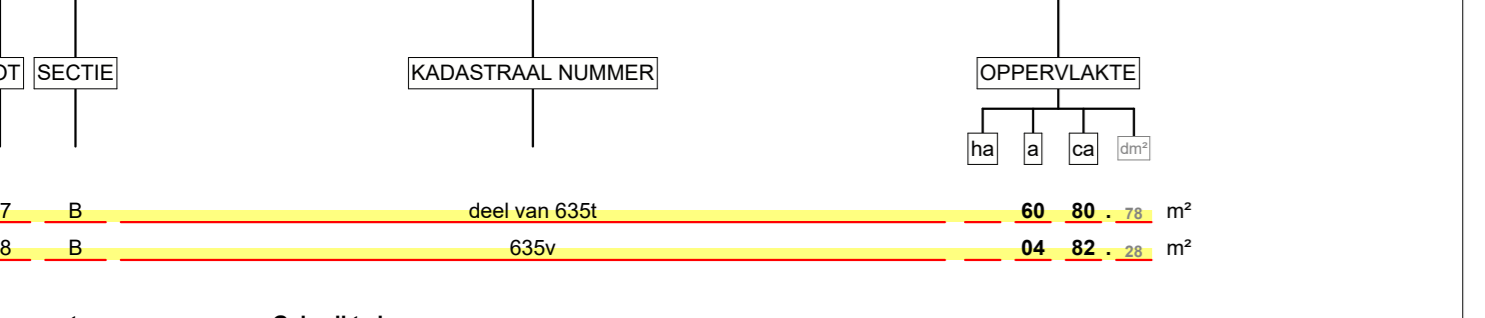 OT SECTIE KADASTRAAL NUMMER OPPERVLAKTE
ha a ca dm²
7 B deel van 635t 60 80 . 78 m²
8 B 635v 04 82 . 28 m²